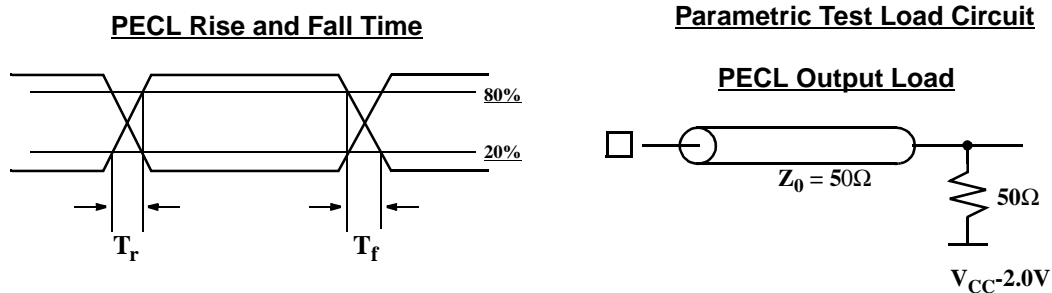 PECL Rise and Fall Time
80%
20%
Tr
Tf
Parametric Test Load Circuit
PECL Output Load
Z0 = 50Ω
50Ω
VCC-2.0V